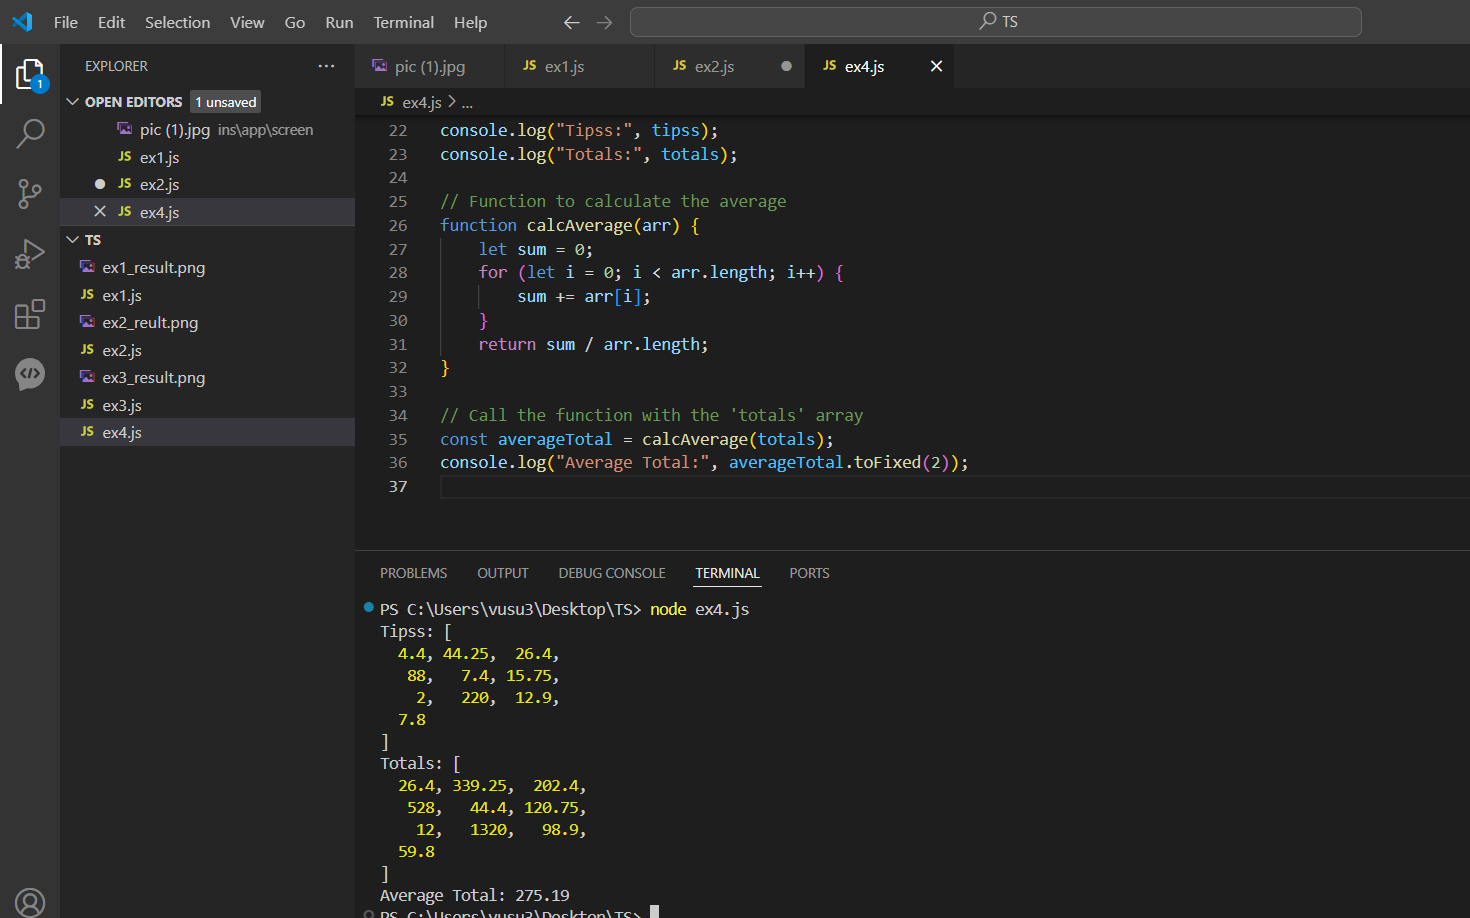 File Edit Selection View Go Run Terminal Help TS
EXPLORER ...
OPEN EDITORS 1 unsaved
pic (1).jpg ins\app\screen
JS ex1.js
JS ex2.js
JS ex4.js
TS
ex1_result.png
JS ex1.js
ex2_reult.png
JS ex2.js
ex3_result.png
JS ex3.js
JS ex4.js
1
pic (1).jpg JS ex1.js JS ex2.js JS ex4.js
JS ex4.js > ...
22 console.log("Tipss:", tipss);
23 console.log("Totals:", totals);
24
25 // Function to calculate the average
26 function calcAverage(arr) {
27 let sum = 0;
28 for (let i = 0; i < arr.length; i++) {
29 sum += arr[i];
30 }
31 return sum / arr.length;
32 }
33
34 // Call the function with the 'totals' array
35 const averageTotal = calcAverage(totals);
36 console.log("Average Total:", averageTotal.toFixed(2));
37
PROBLEMS OUTPUT DEBUG CONSOLE TERMINAL PORTS
PS C:\Users\vusu3\Desktop\TS> node ex4.js
Tipss: [
4.4, 44.25, 26.4,
88, 7.4, 15.75,
2, 220, 12.9,
7.8
]
Totals: [
26.4, 339.25, 202.4,
528, 44.4, 120.75,
12, 1320, 98.9,
59.8
]
Average Total: 275.19
PS C:\Users\vusu3\Desktop\TS>